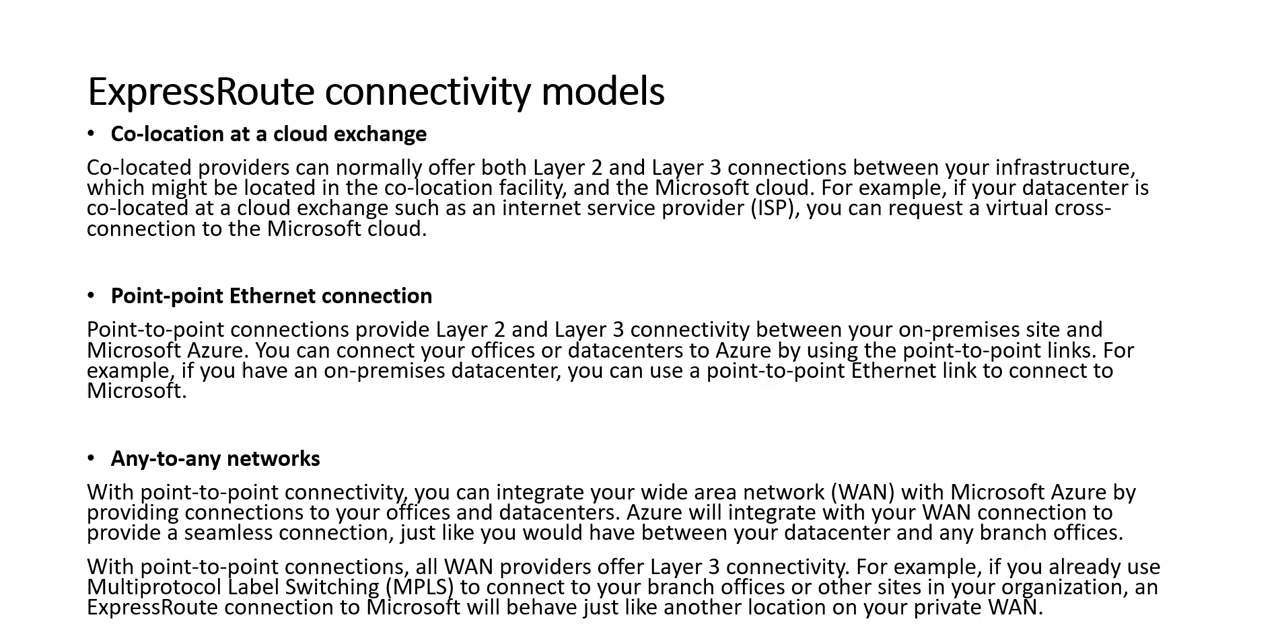 ExpressRoute connectivity models
• Co-location at a cloud exchange
Co-located providers can normally offer both Layer 2 and Layer 3 connections between your infrastructure,
which might be located in the co-location facility, and the Microsoft cloud. For example, if your datacenter is
co-located at a cloud exchange such as an internet service provider (ISP), you can request a virtual cross-
connection to the Microsoft cloud.
• Point-point Ethernet connection
Point-to-point connections provide Layer 2 and Layer 3 connectivity between your on-premises site and
Microsoft Azure. You can connect your offices or datacenters to Azure by using the point-to-point links. For
example, if you have an on-premises datacenter, you can use a point-to-point Ethernet link to connect to
Microsoft.
• Any-to-any networks
With point-to-point connectivity, you can integrate your wide area network (WAN) with Microsoft Azure by
providing connections to your offices and datacenters. Azure will integrate with your WAN connection to
provide a seamless connection, just like you would have between your datacenter and any branch offices.
With point-to-point connections, all WAN providers offer Layer 3 connectivity. For example, if you already use
Multiprotocol Label Switching (MPLS) to connect to your branch offices or other sites in your organization, an
ExpressRoute connection to Microsoft will behave just like another location on your private WAN.